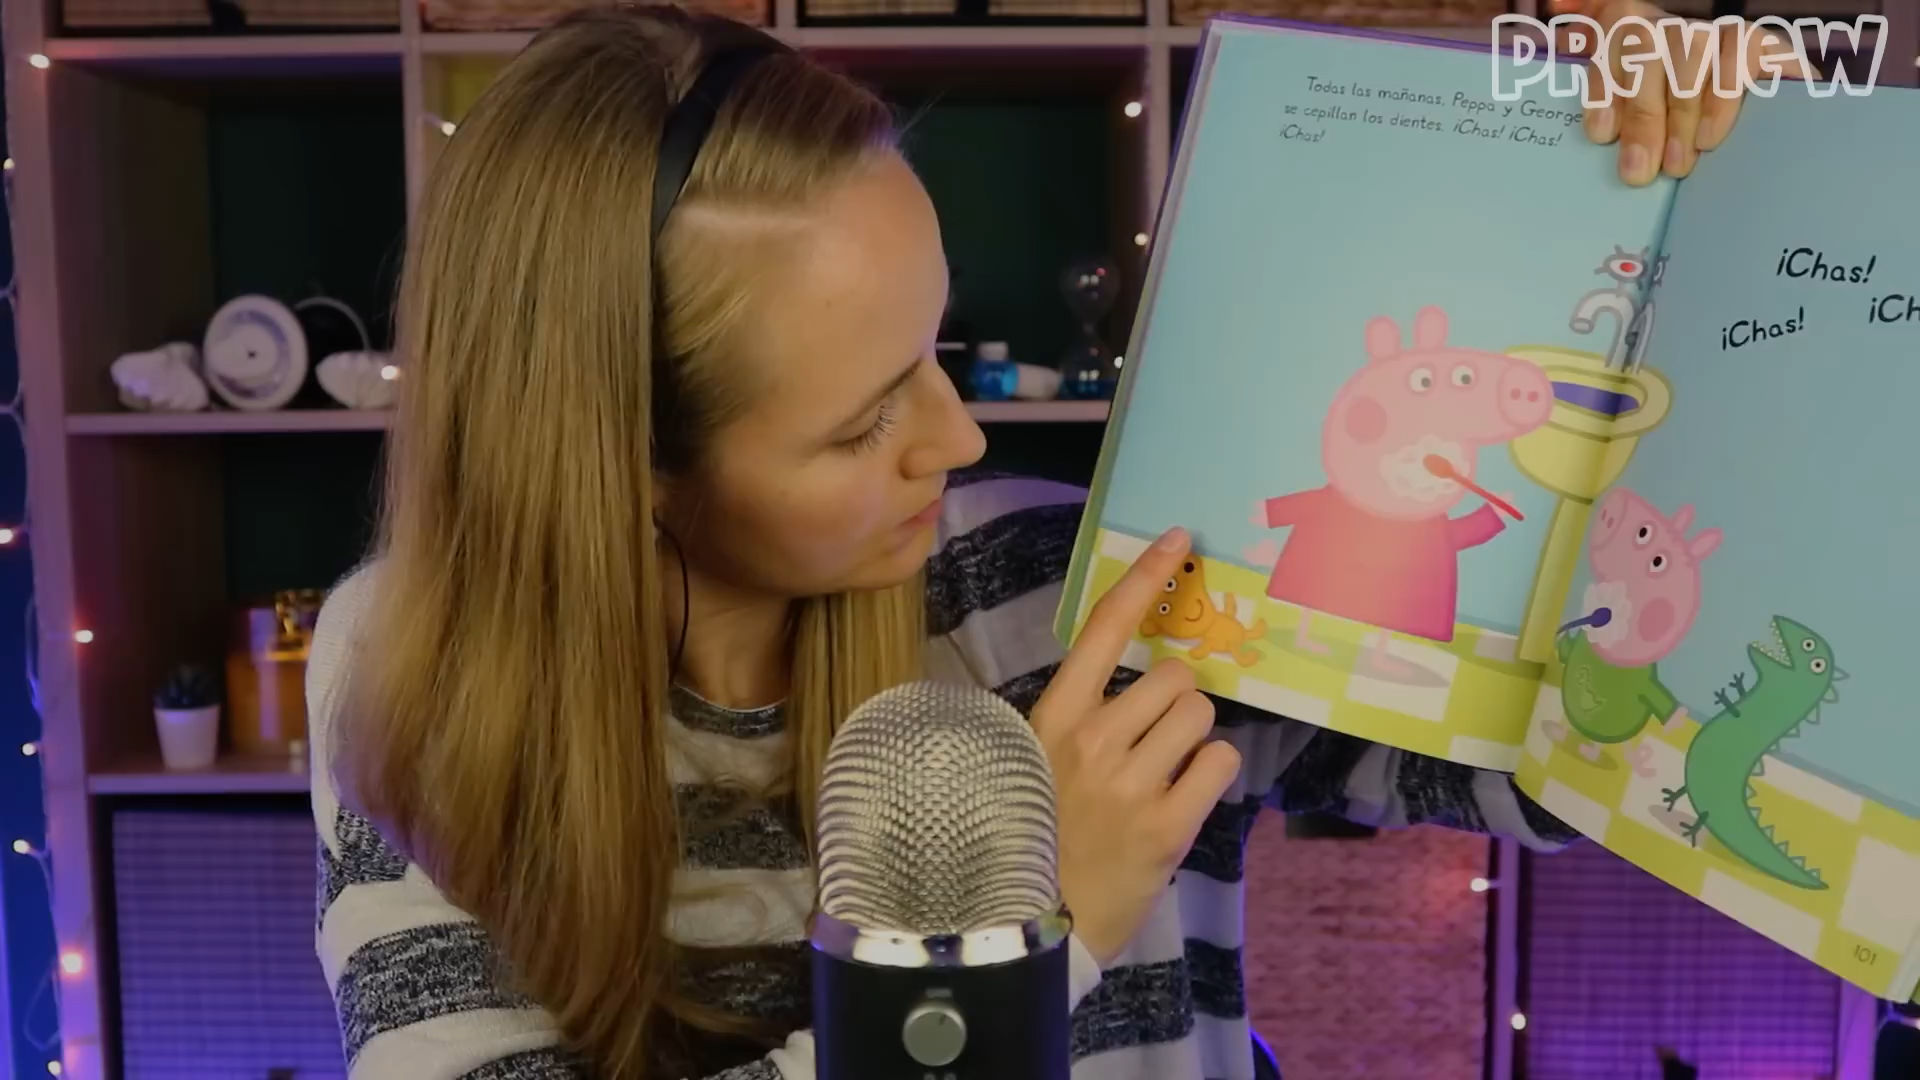 PREVIEW
Todas las mañanas, Peppa y George
se cepillan los dientes. ¡Chas! ¡Chas!
¡Chas!
¡Chas!
¡Chas!
101